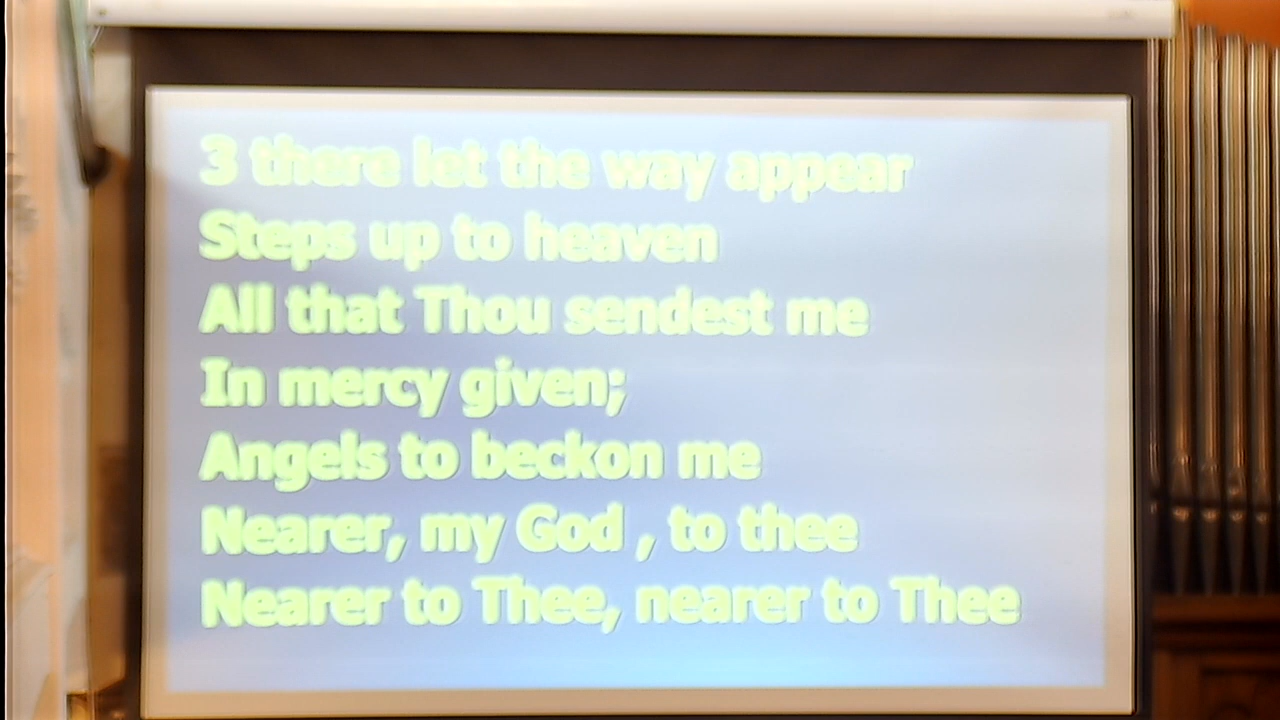 3 there let the way appear
Steps up to heaven
All that Thou sendest me
In mercy given;
Angels to beckon me
Nearer, my God , to thee
Nearer to Thee, nearer to Thee